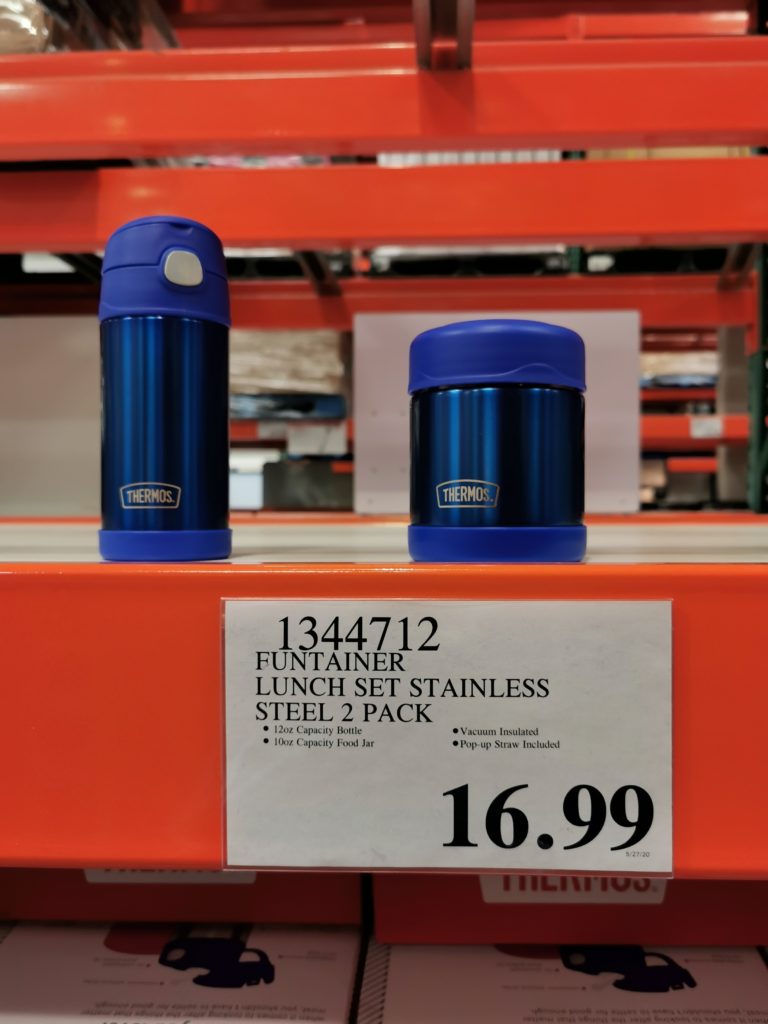 THERMOS.
THERMOS.
1344712
FUNTAINER
LUNCH SET STAINLESS
STEEL 2 PACK
• 12oz Capacity Bottle
• 10oz Capacity Food Jar
• Vacuum Insulated
• Pop-up Straw Included
16.99
5/27/20
THERMOS.
THERMOS.